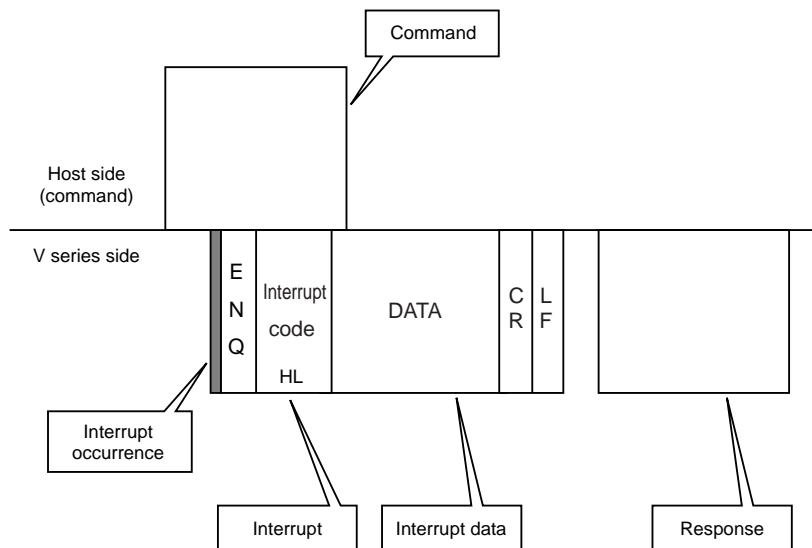 Command
Host side
(command)
V series side
E
N
Q
Interrupt
code
HL
DATA
C
R
L
F
Interrupt
occurrence
Interrupt
Interrupt data
Response